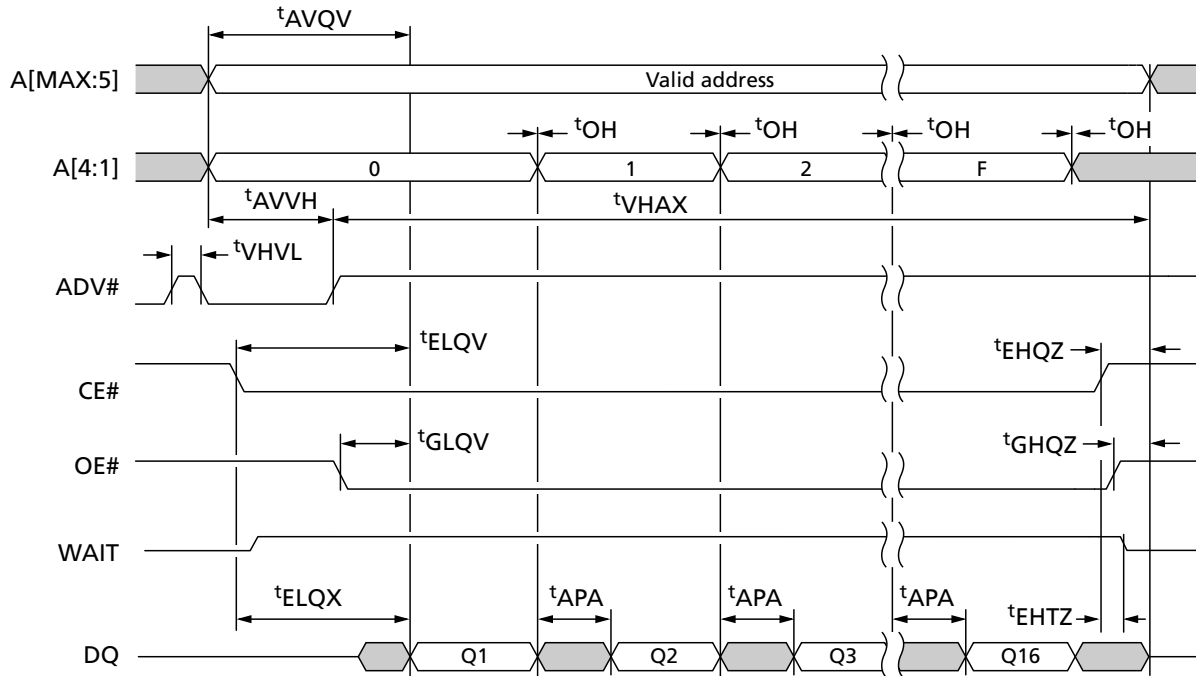 tAVQV
A[MAX:5] Valid address
tOH tOH tOH tOH
A[4:1] 0 1 2 F
tAVVH tVHAX
tVHVL
ADV#
tELQV tEHQZ
CE#
tGLQV tGHQZ
OE#
WAIT
tELQX tAPA tAPA tAPA tEHTZ
DQ Q1 Q2 Q3 Q16